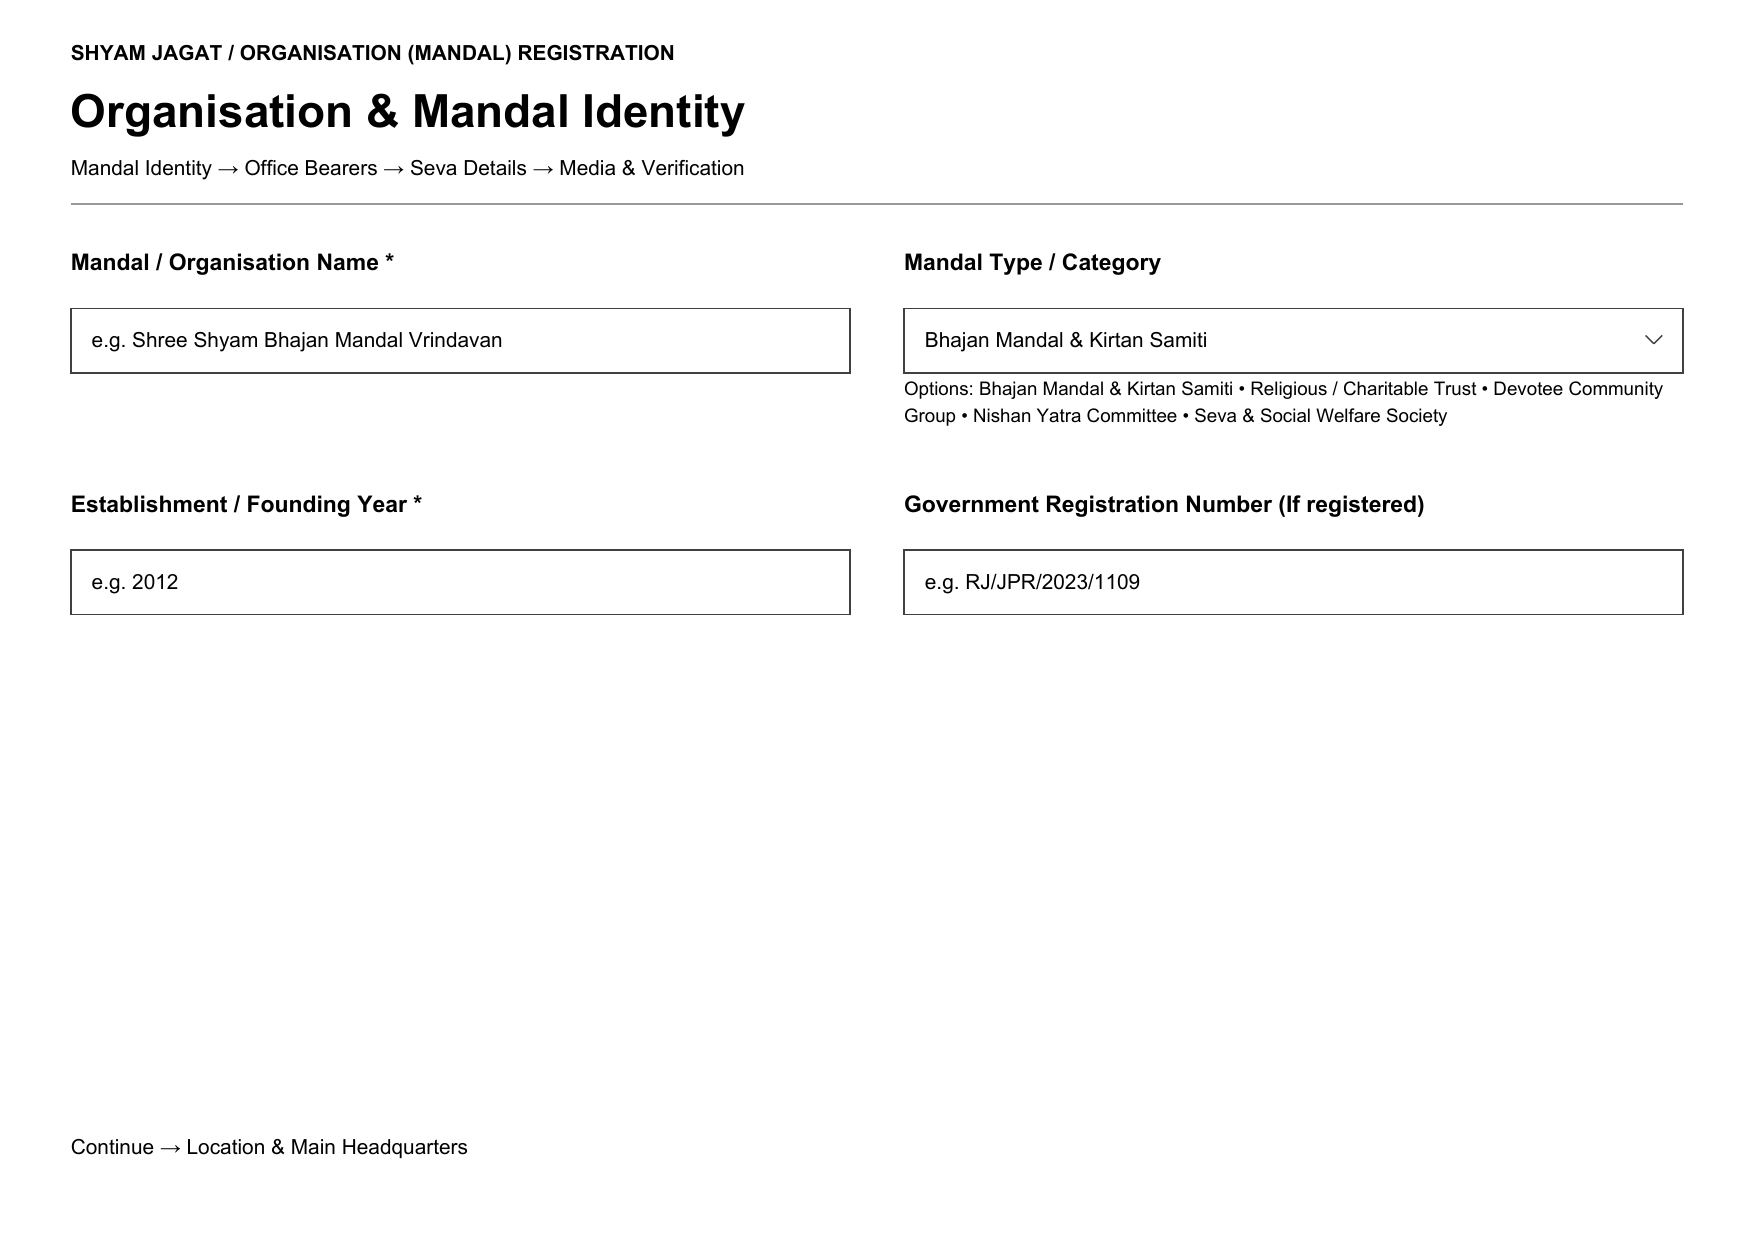 SHYAM JAGAT / ORGANISATION (MANDAL) REGISTRATION
Organisation & Mandal Identity
Mandal Identity → Office Bearers → Seva Details → Media & Verification
Mandal / Organisation Name *
e.g. Shree Shyam Bhajan Mandal Vrindavan
Mandal Type / Category
Bhajan Mandal & Kirtan Samiti
Options: Bhajan Mandal & Kirtan Samiti • Religious / Charitable Trust • Devotee Community
Group • Nishan Yatra Committee • Seva & Social Welfare Society
Establishment / Founding Year *
e.g. 2012
Government Registration Number (If registered)
e.g. RJ/JPR/2023/1109
Continue → Location & Main Headquarters